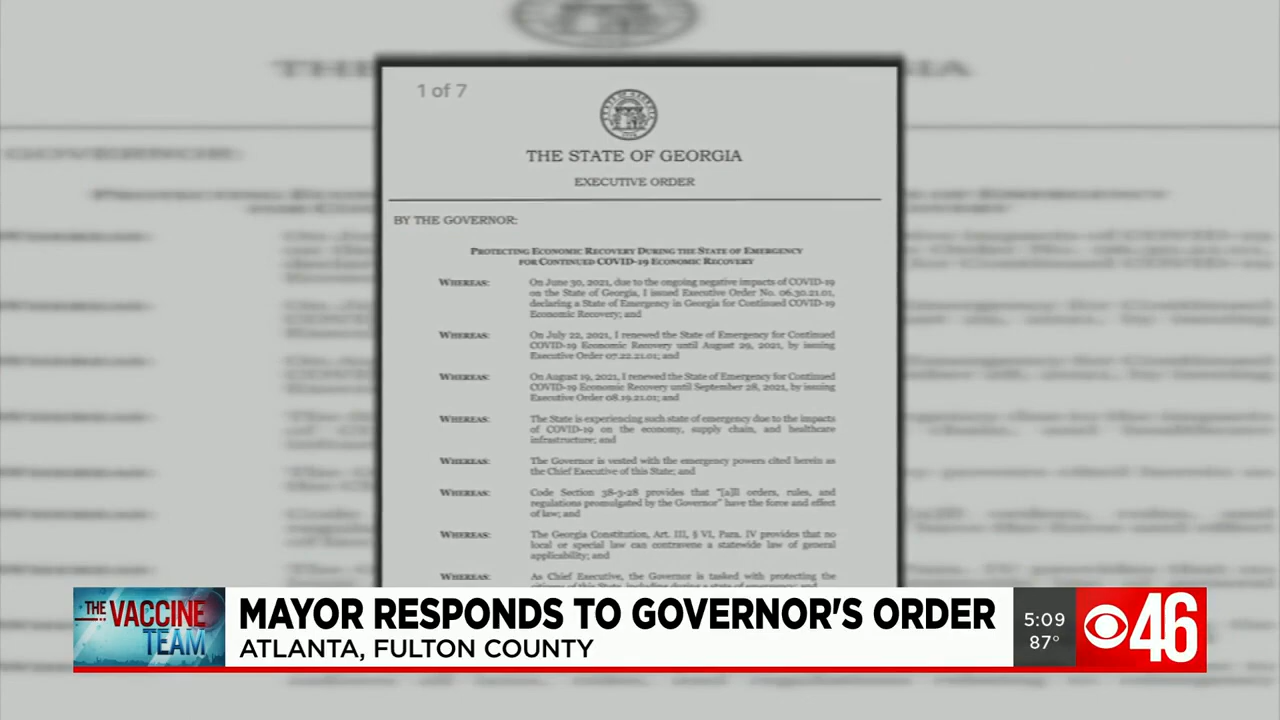 1 of 7
THE STATE OF GEORGIA
EXECUTIVE ORDER
BY THE GOVERNOR:
PROTECTING ECONOMIC RECOVERY DURING THE STATE OF EMERGENCY
FOR CONTINUED COVID-19 ECONOMIC RECOVERY
WHEREAS: On June 30, 2021, due to the ongoing negative impacts of COVID-19
on the State of Georgia, I issued Executive Order No. 06.30.21.01,
declaring a State of Emergency in Georgia for Continued COVID-19
Economic Recovery; and
WHEREAS: On July 22, 2021, I renewed the State of Emergency for Continued
COVID-19 Economic Recovery until August 29, 2021, by issuing
Executive Order 07.22.21.01; and
WHEREAS: On August 19, 2021, I renewed the State of Emergency for Continued
COVID-19 Economic Recovery until September 28, 2021, by issuing
Executive Order 08.19.21.01; and
WHEREAS: The State is experiencing such state of emergency due to the impacts
of COVID-19 on the economy, supply chain, and healthcare
infrastructure; and
WHEREAS: The Governor is vested with the emergency powers cited herein as
the Chief Executive of this State; and
WHEREAS: Code Section 38-3-28 provides that "[a]ll orders, rules, and
regulations promulgated by the Governor" have the force and effect
of law; and
WHEREAS: The Georgia Constitution, Art. III, § VI, Para. IV provides that no
local or special law can contravene a statewide law of general
applicability; and
WHEREAS: As Chief Executive, the Governor is tasked with protecting the
citizens of this State, including during a state of emergency; and
THE VACCINE TEAM
MAYOR RESPONDS TO GOVERNOR'S ORDER
ATLANTA, FULTON COUNTY
5:09
87°
46